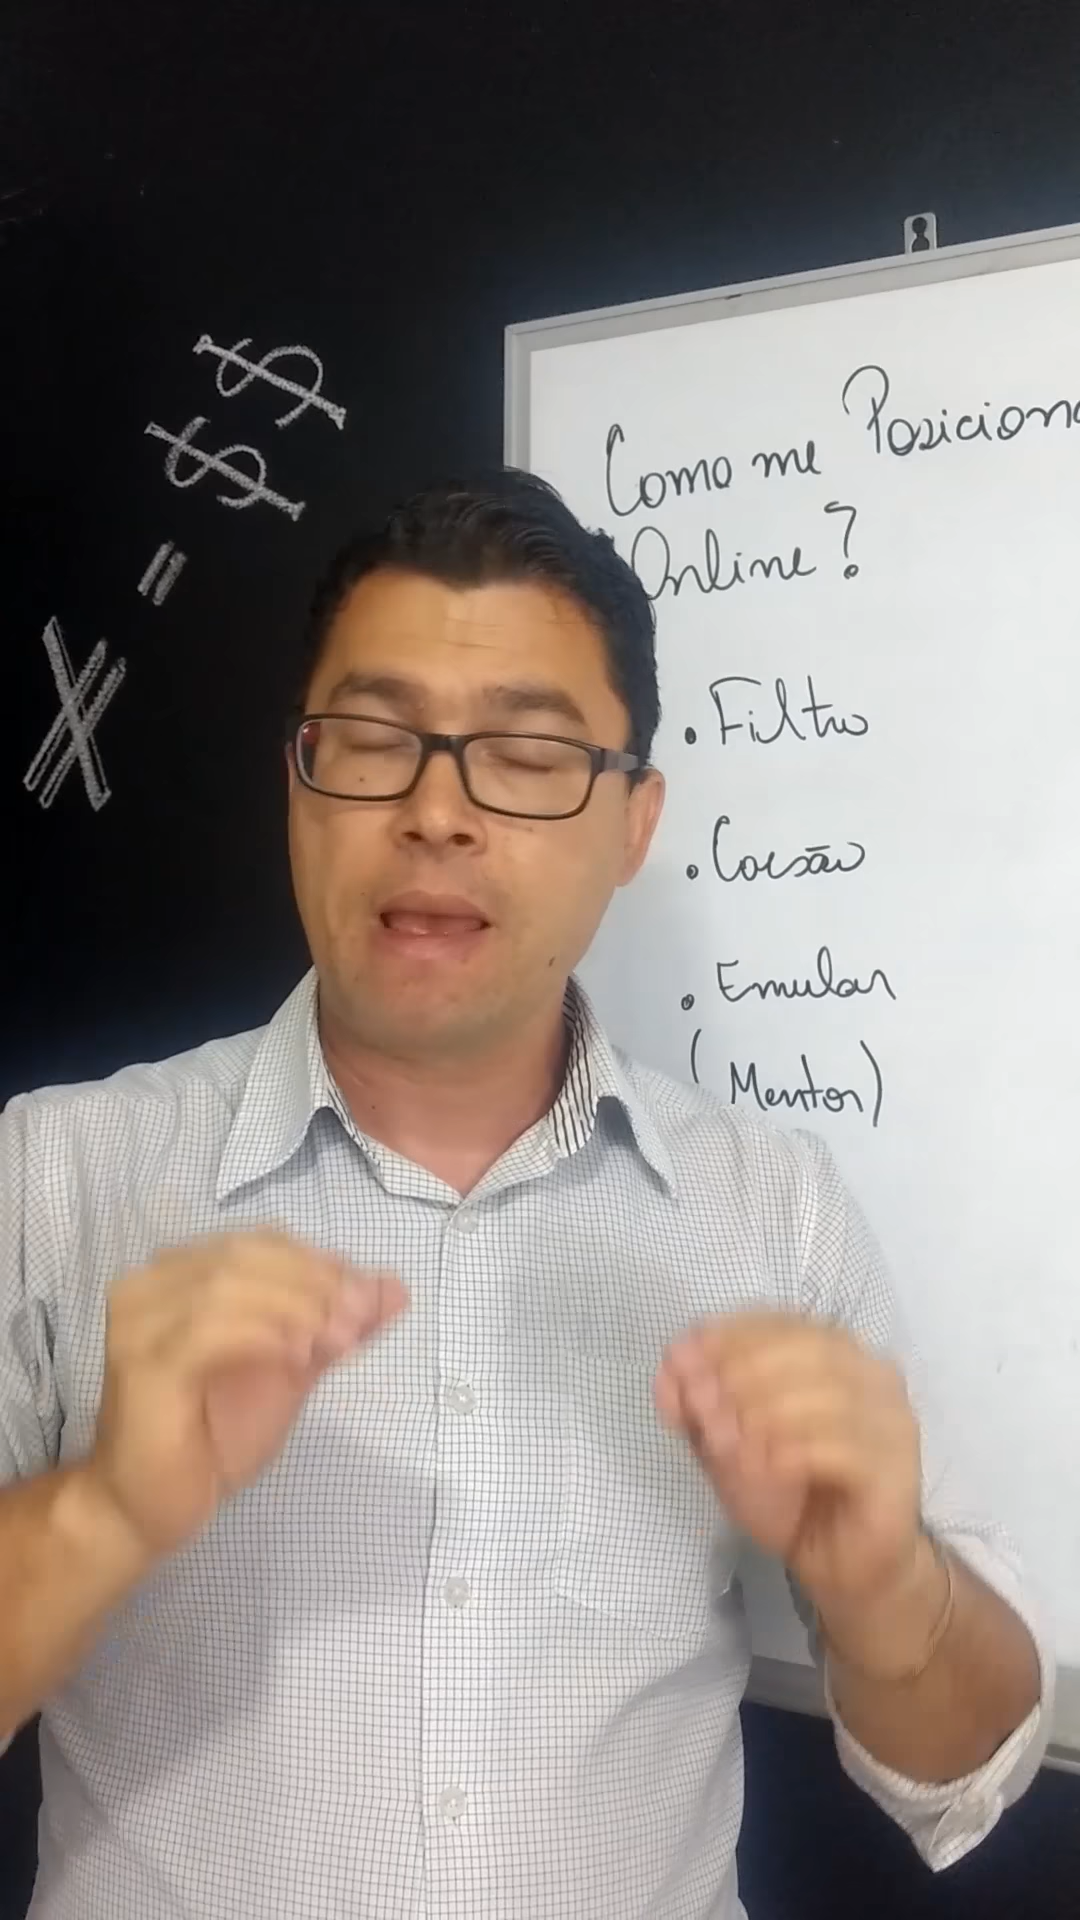 $
$
=
X
Como me Posiciona
Online?
. Filtro
. Coesão
. Emular
(Mentor)